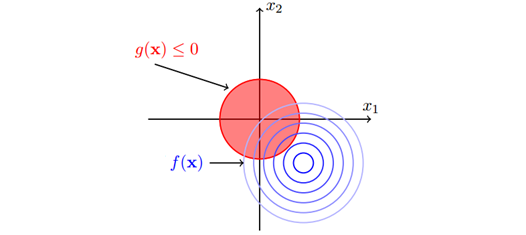 x₂
g(𝐱) ≤ 0
x₁
f(𝐱)